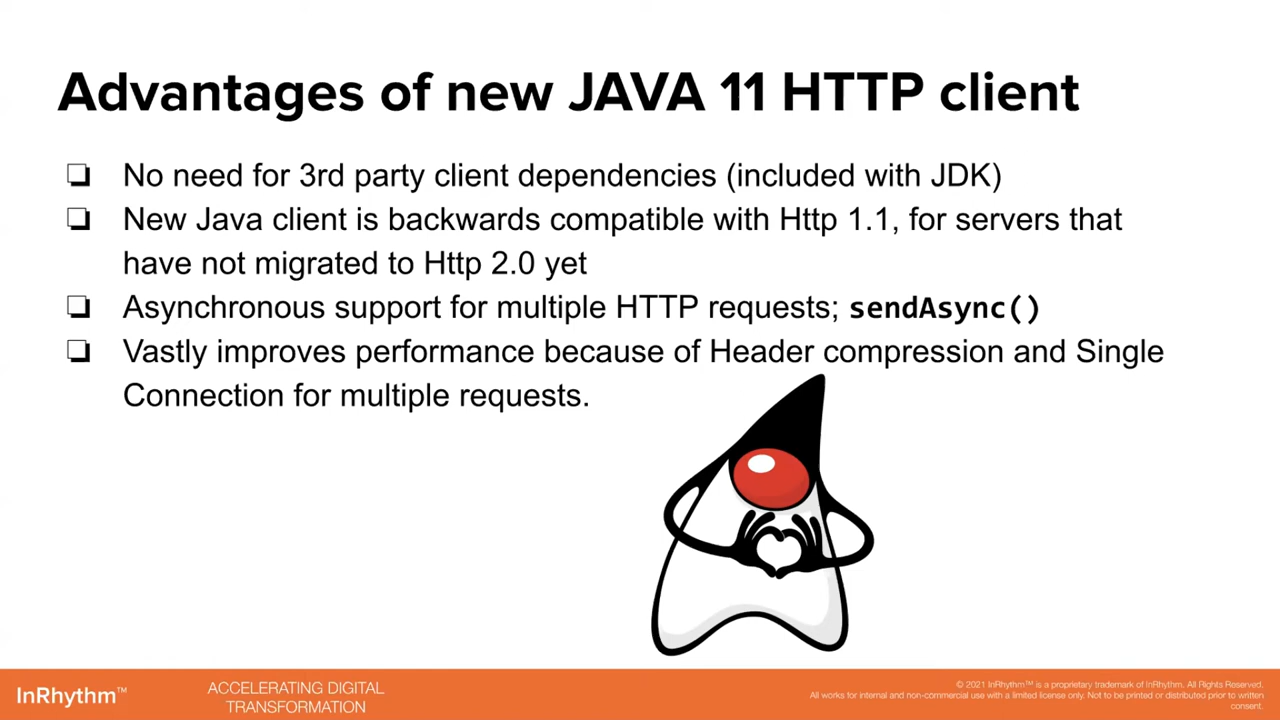 Advantages of new JAVA 11 HTTP client
❏ No need for 3rd party client dependencies (included with JDK)
❏ New Java client is backwards compatible with Http 1.1, for servers that
have not migrated to Http 2.0 yet
❏ Asynchronous support for multiple HTTP requests; sendAsync()
❏ Vastly improves performance because of Header compression and Single
Connection for multiple requests.
InRhythm™
ACCELERATING DIGITAL
TRANSFORMATION
© 2021 InRhythm™ is a proprietary trademark of InRhythm. All Rights Reserved.
All works for internal and non-commercial use with a limited license only. Not to be printed or distributed prior to written
consent.